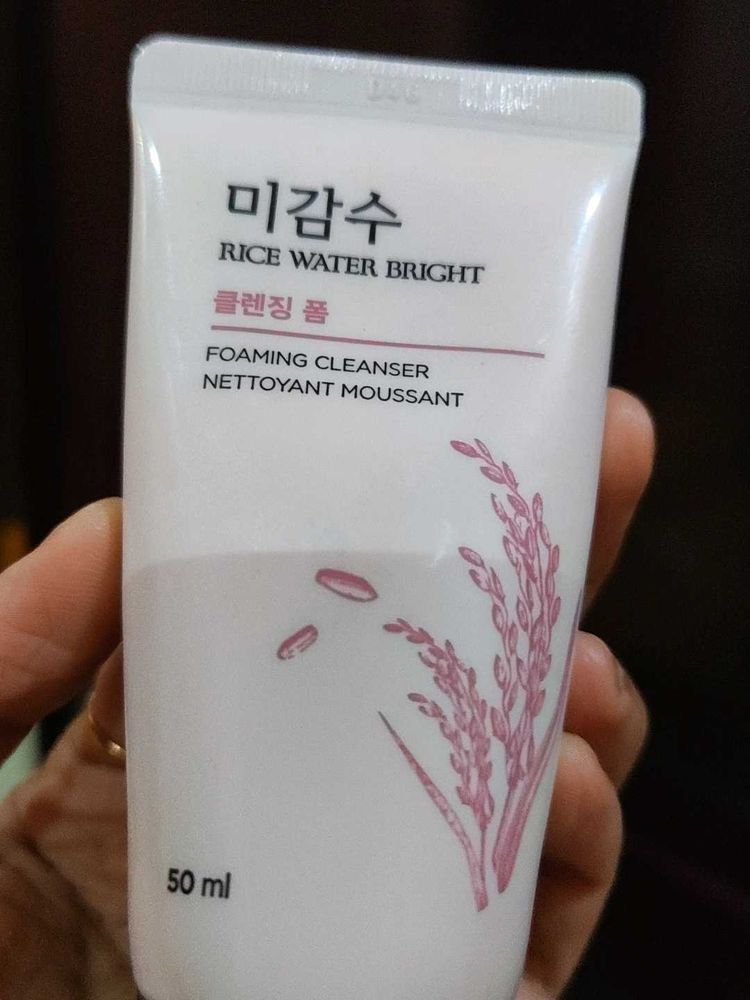 미감수
RICE WATER BRIGHT
클렌징 폼
FOAMING CLEANSER
NETTOYANT MOUSSANT
50 ml